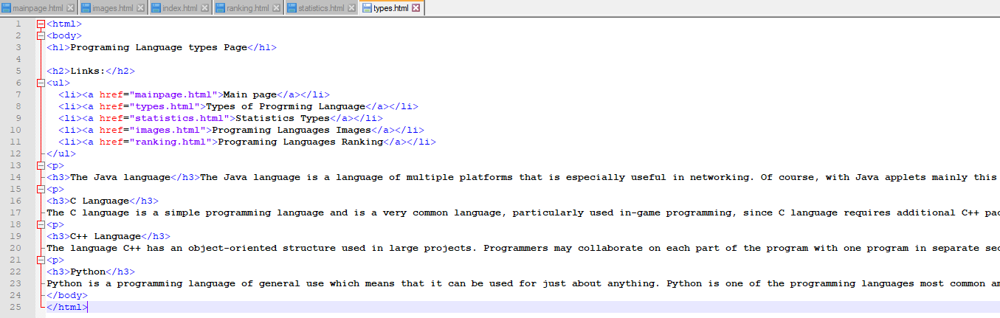 mainpage.html images.html index.html ranking.html statistics.html types.html
1 <html>
2 <body>
3 <h1>Programing Language types Page</h1>
4
5 <h2>Links:</h2>
6 <ul>
7 <li><a href="mainpage.html">Main page</a></li>
8 <li><a href="types.html">Types of Progrming Language</a></li>
9 <li><a href="statistics.html">Statistics Types</a></li>
10 <li><a href="images.html">Programing Languages Images</a></li>
11 <li><a href="ranking.html">Programing Languages Ranking</a></li>
12 </ul>
13 <p>
14 <h3>The Java language</h3>The Java language is a language of multiple platforms that is especially useful in networking. Of course, with Java applets mainly this
15 <p>
16 <h3>C Language</h3>
17 The C language is a simple programming language and is a very common language, particularly used in-game programming, since C language requires additional C++ pac
18 <p>
19 <h3>C++ Language</h3>
20 The language C++ has an object-oriented structure used in large projects. Programmers may collaborate on each part of the program with one program in separate sec
21 <p>
22 <h3>Python</h3>
23 Python is a programming language of general use which means that it can be used for just about anything. Python is one of the programming languages most common am
24 </body>
25 </html>